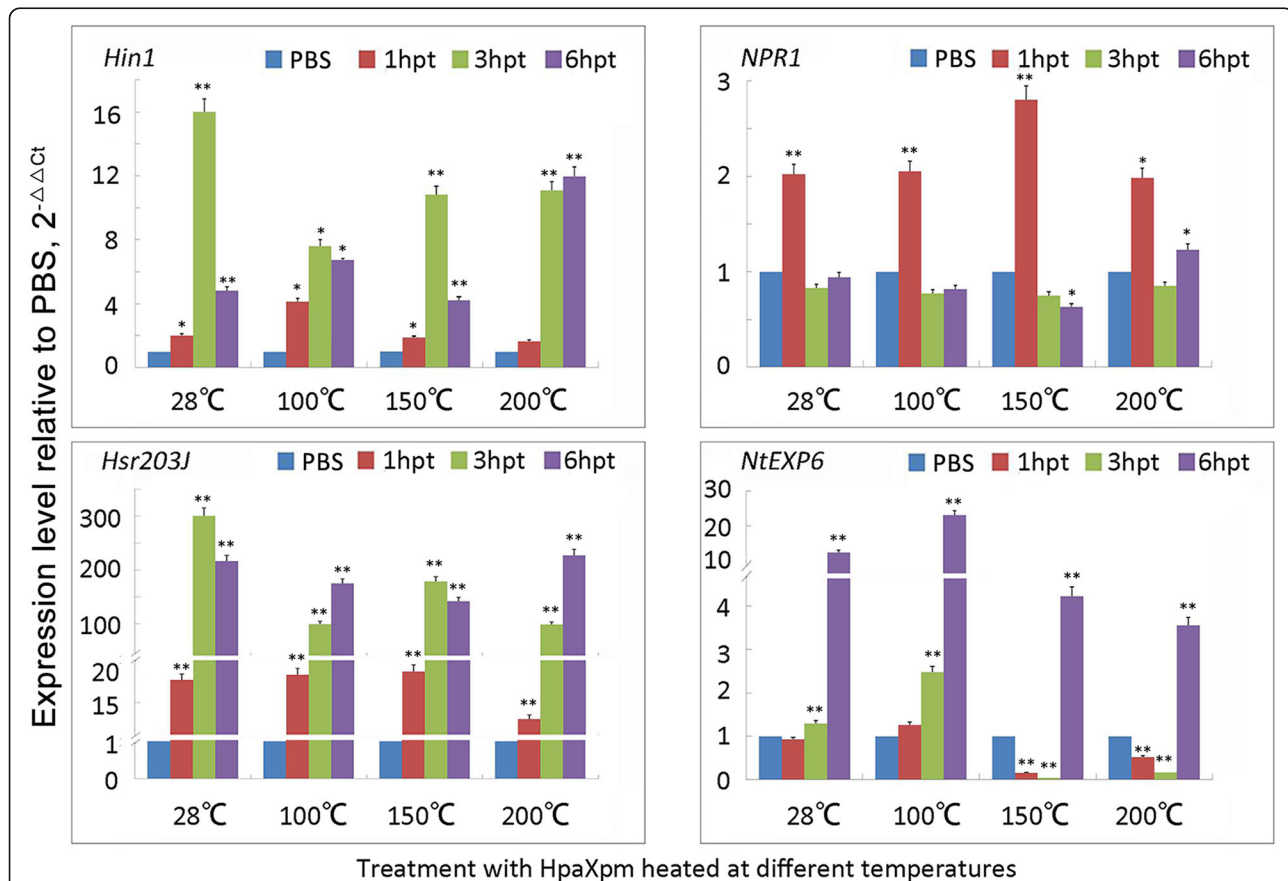 Expression level relative to PBS, 2-△△Ct
Hin1
PBS 1hpt 3hpt 6hpt
16
12
8
4
0
** * ** * * * * ** ** ** **
28℃ 100℃ 150℃ 200℃
NPR1
PBS 1hpt 3hpt 6hpt
3
2
1
0
** ** ** * * *
28℃ 100℃ 150℃ 200℃
Hsr203J
PBS 1hpt 3hpt 6hpt
300
200
100
20
15
1
0
** ** ** ** ** ** ** ** ** ** ** **
28℃ 100℃ 150℃ 200℃
NtEXP6
PBS 1hpt 3hpt 6hpt
30
20
10
4
3
2
1
0
** ** ** ** ** ** ** ** ** **
28℃ 100℃ 150℃ 200℃
Treatment with HpaXpm heated at different temperatures